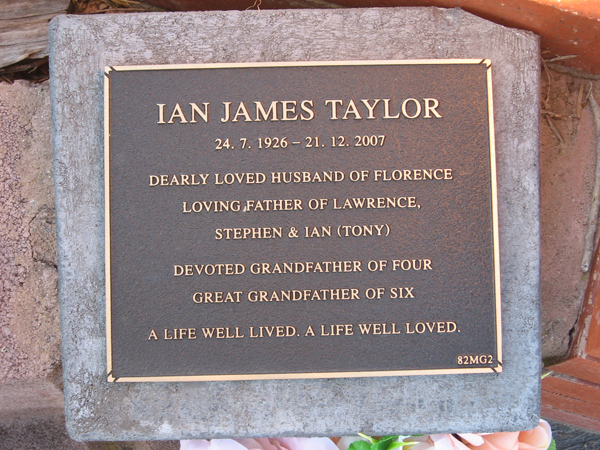 IAN JAMES TAYLOR
24. 7. 1926 – 21. 12. 2007
DEARLY LOVED HUSBAND OF FLORENCE
LOVING FATHER OF LAWRENCE,
STEPHEN & IAN (TONY)
DEVOTED GRANDFATHER OF FOUR
GREAT GRANDFATHER OF SIX
A LIFE WELL LIVED. A LIFE WELL LOVED.
82MG2